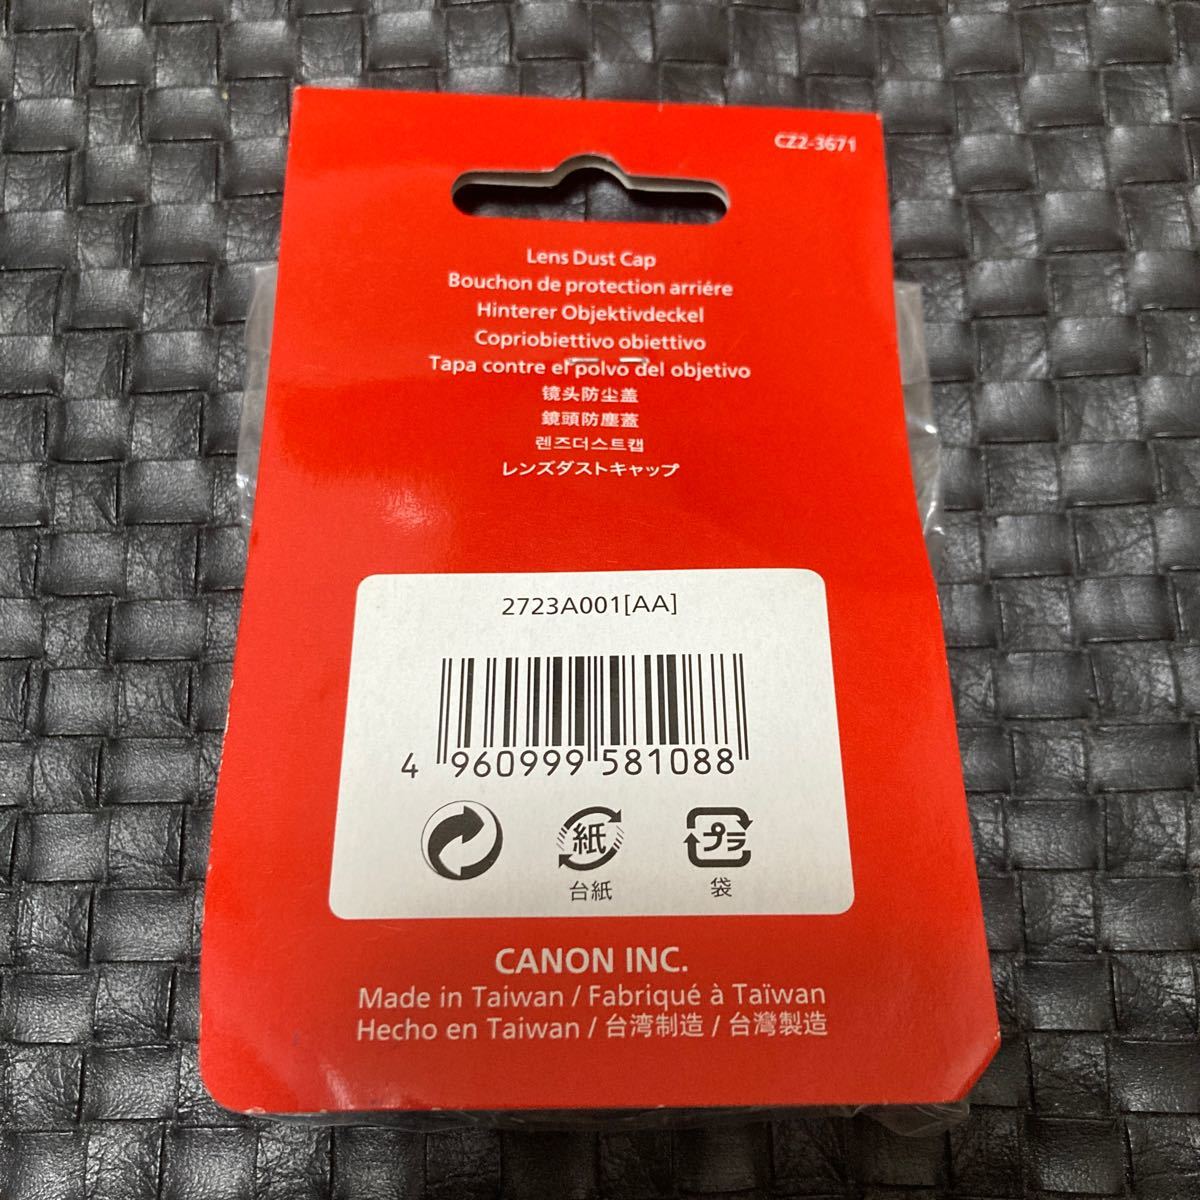 CZ2-3671
Lens Dust Cap
Bouchon de protection arriére
Hinterer Objektivdeckel
Copriobiettivo obiettivo
Tapa contre el polvo del objetivo
镜头防尘盖
鏡頭防塵蓋
렌즈더스트캡
レンズダストキャップ
2723A001[AA]
4 960999 581088
紙 プラ
台紙 袋
CANON INC.
Made in Taiwan / Fabriqué à Taïwan
Hecho en Taiwan / 台湾制造 / 台灣製造